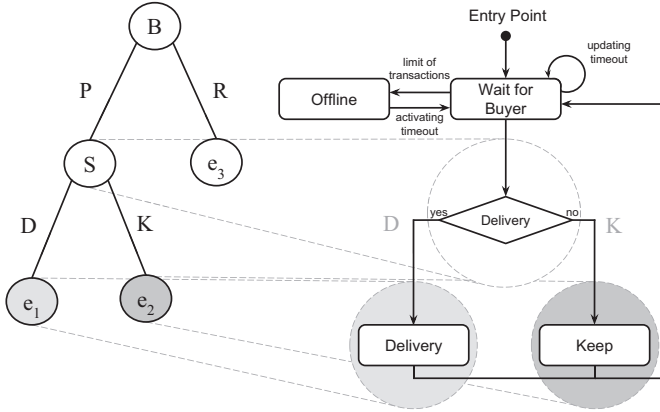 B
Entry Point
P
R
limit of
transactions
updating
timeout
Offline
Wait for
Buyer
activating
timeout
S
e3
D
K
D
yes
Delivery
no
K
e1
e2
Delivery
Keep